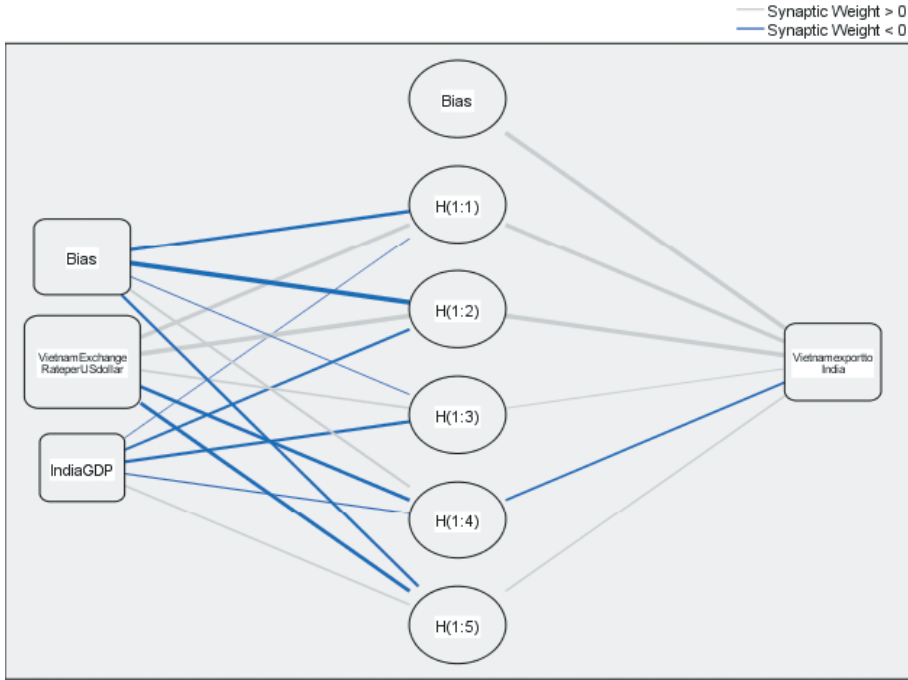 Synaptic Weight > 0
Synaptic Weight < 0
Bias
H(1:1)
Bias
H(1:2)
VietnamExchange
RateperUSdollar
Vietnamexportto
India
H(1:3)
IndiaGDP
H(1:4)
H(1:5)